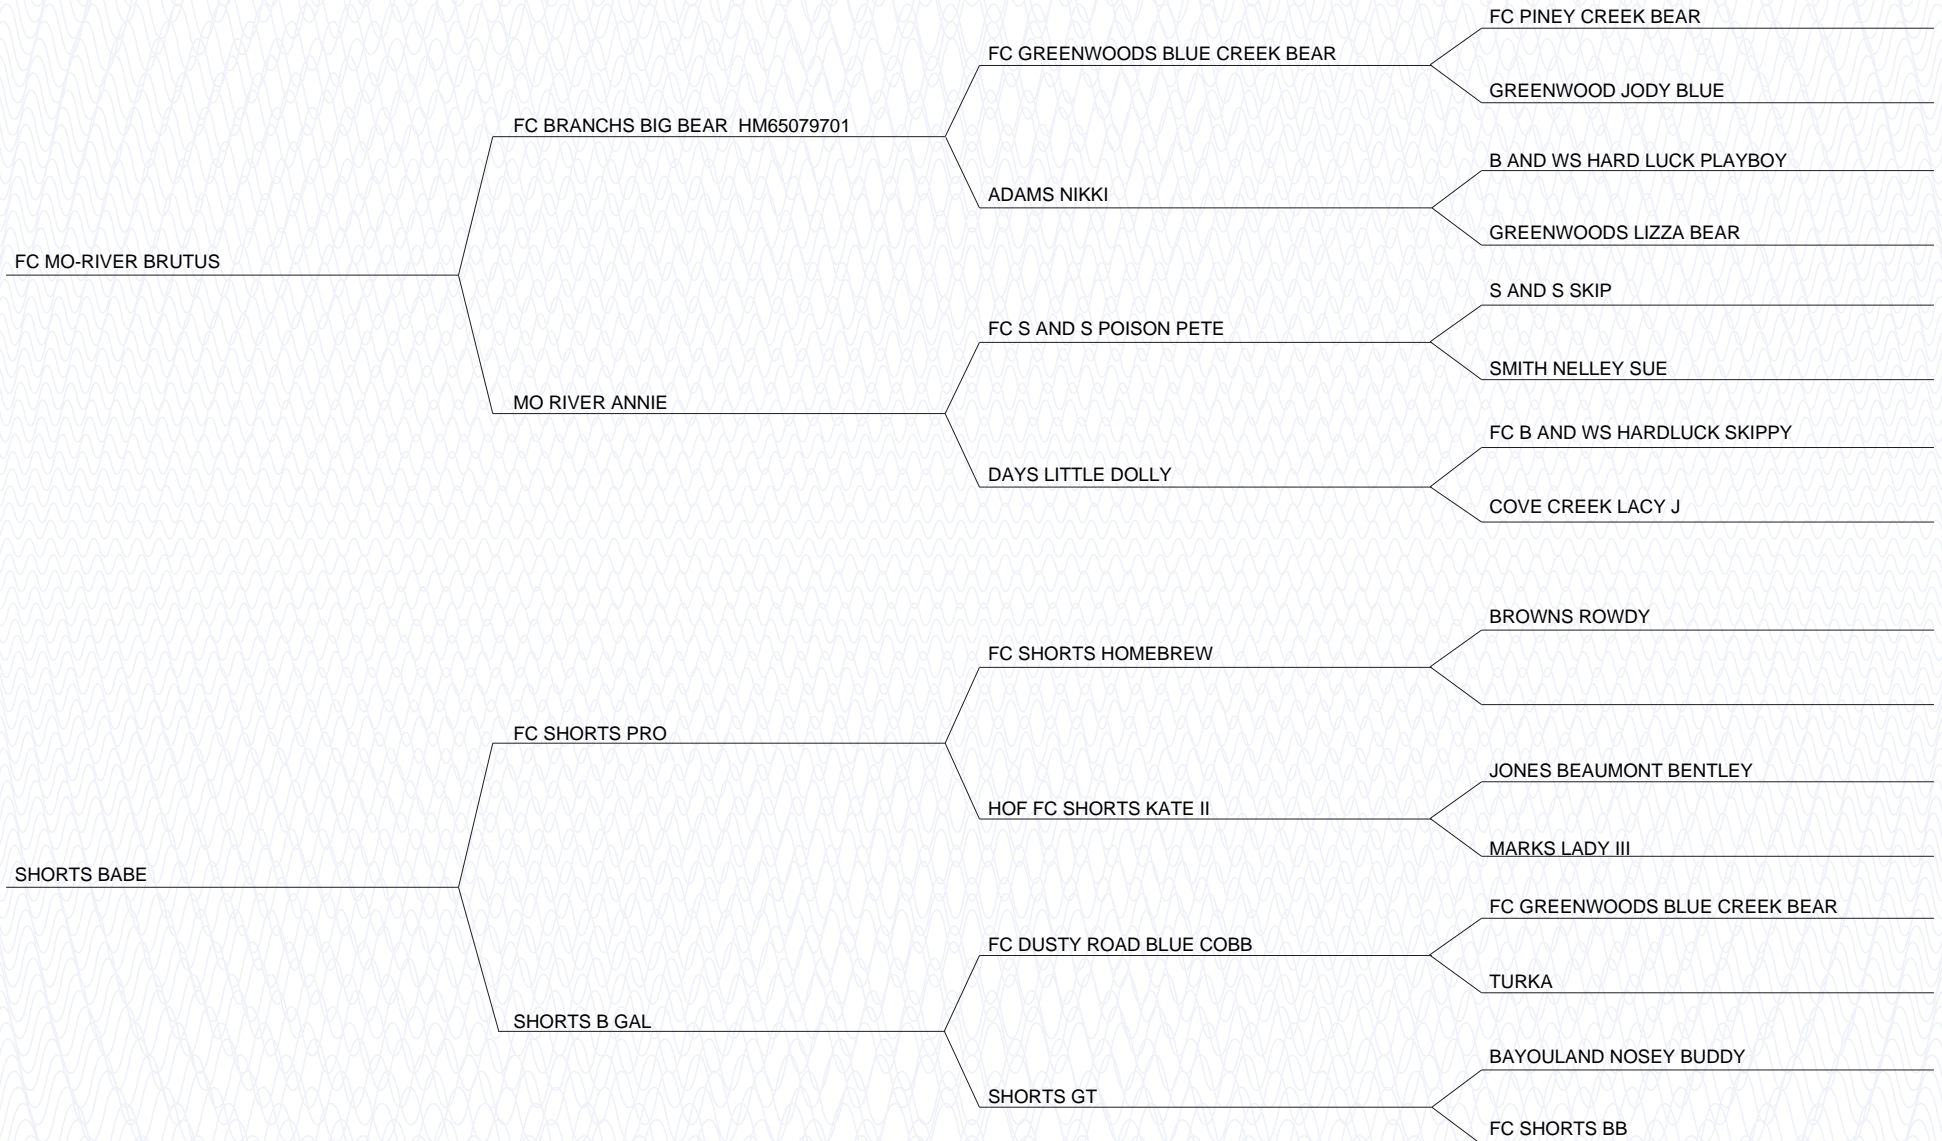 FC PINEY CREEK BEAR
FC GREENWOODS BLUE CREEK BEAR
GREENWOOD JODY BLUE
FC BRANCHS BIG BEAR HM65079701
B AND WS HARD LUCK PLAYBOY
ADAMS NIKKI
GREENWOODS LIZZA BEAR
FC MO-RIVER BRUTUS
S AND S SKIP
FC S AND S POISON PETE
SMITH NELLEY SUE
MO RIVER ANNIE
FC B AND WS HARDLUCK SKIPPY
DAYS LITTLE DOLLY
COVE CREEK LACY J
BROWNS ROWDY
FC SHORTS HOMEBREW
FC SHORTS PRO
JONES BEAUMONT BENTLEY
HOF FC SHORTS KATE II
MARKS LADY III
SHORTS BABE
FC GREENWOODS BLUE CREEK BEAR
FC DUSTY ROAD BLUE COBB
TURKA
SHORTS B GAL
BAYOULAND NOSEY BUDDY
SHORTS GT
FC SHORTS BB